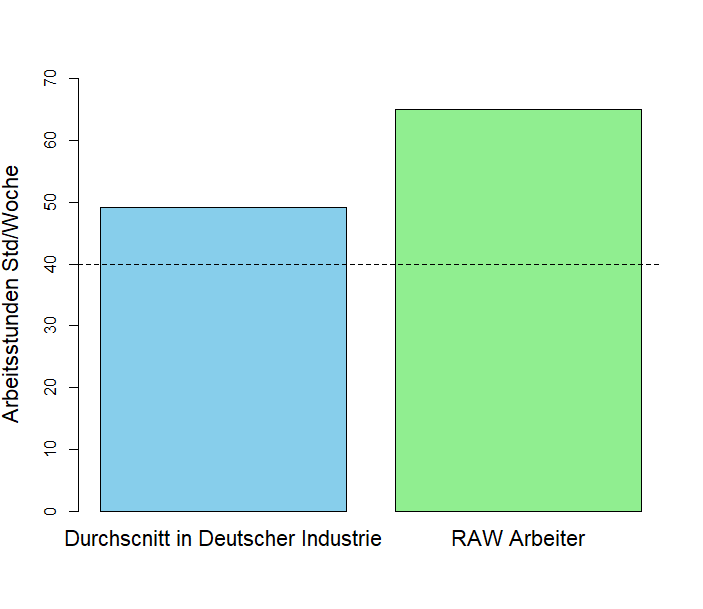 Arbeitsstunden Std/Woche
70
60
50
40
30
20
10
0
Durchscnitt in Deutscher Industrie
RAW Arbeiter